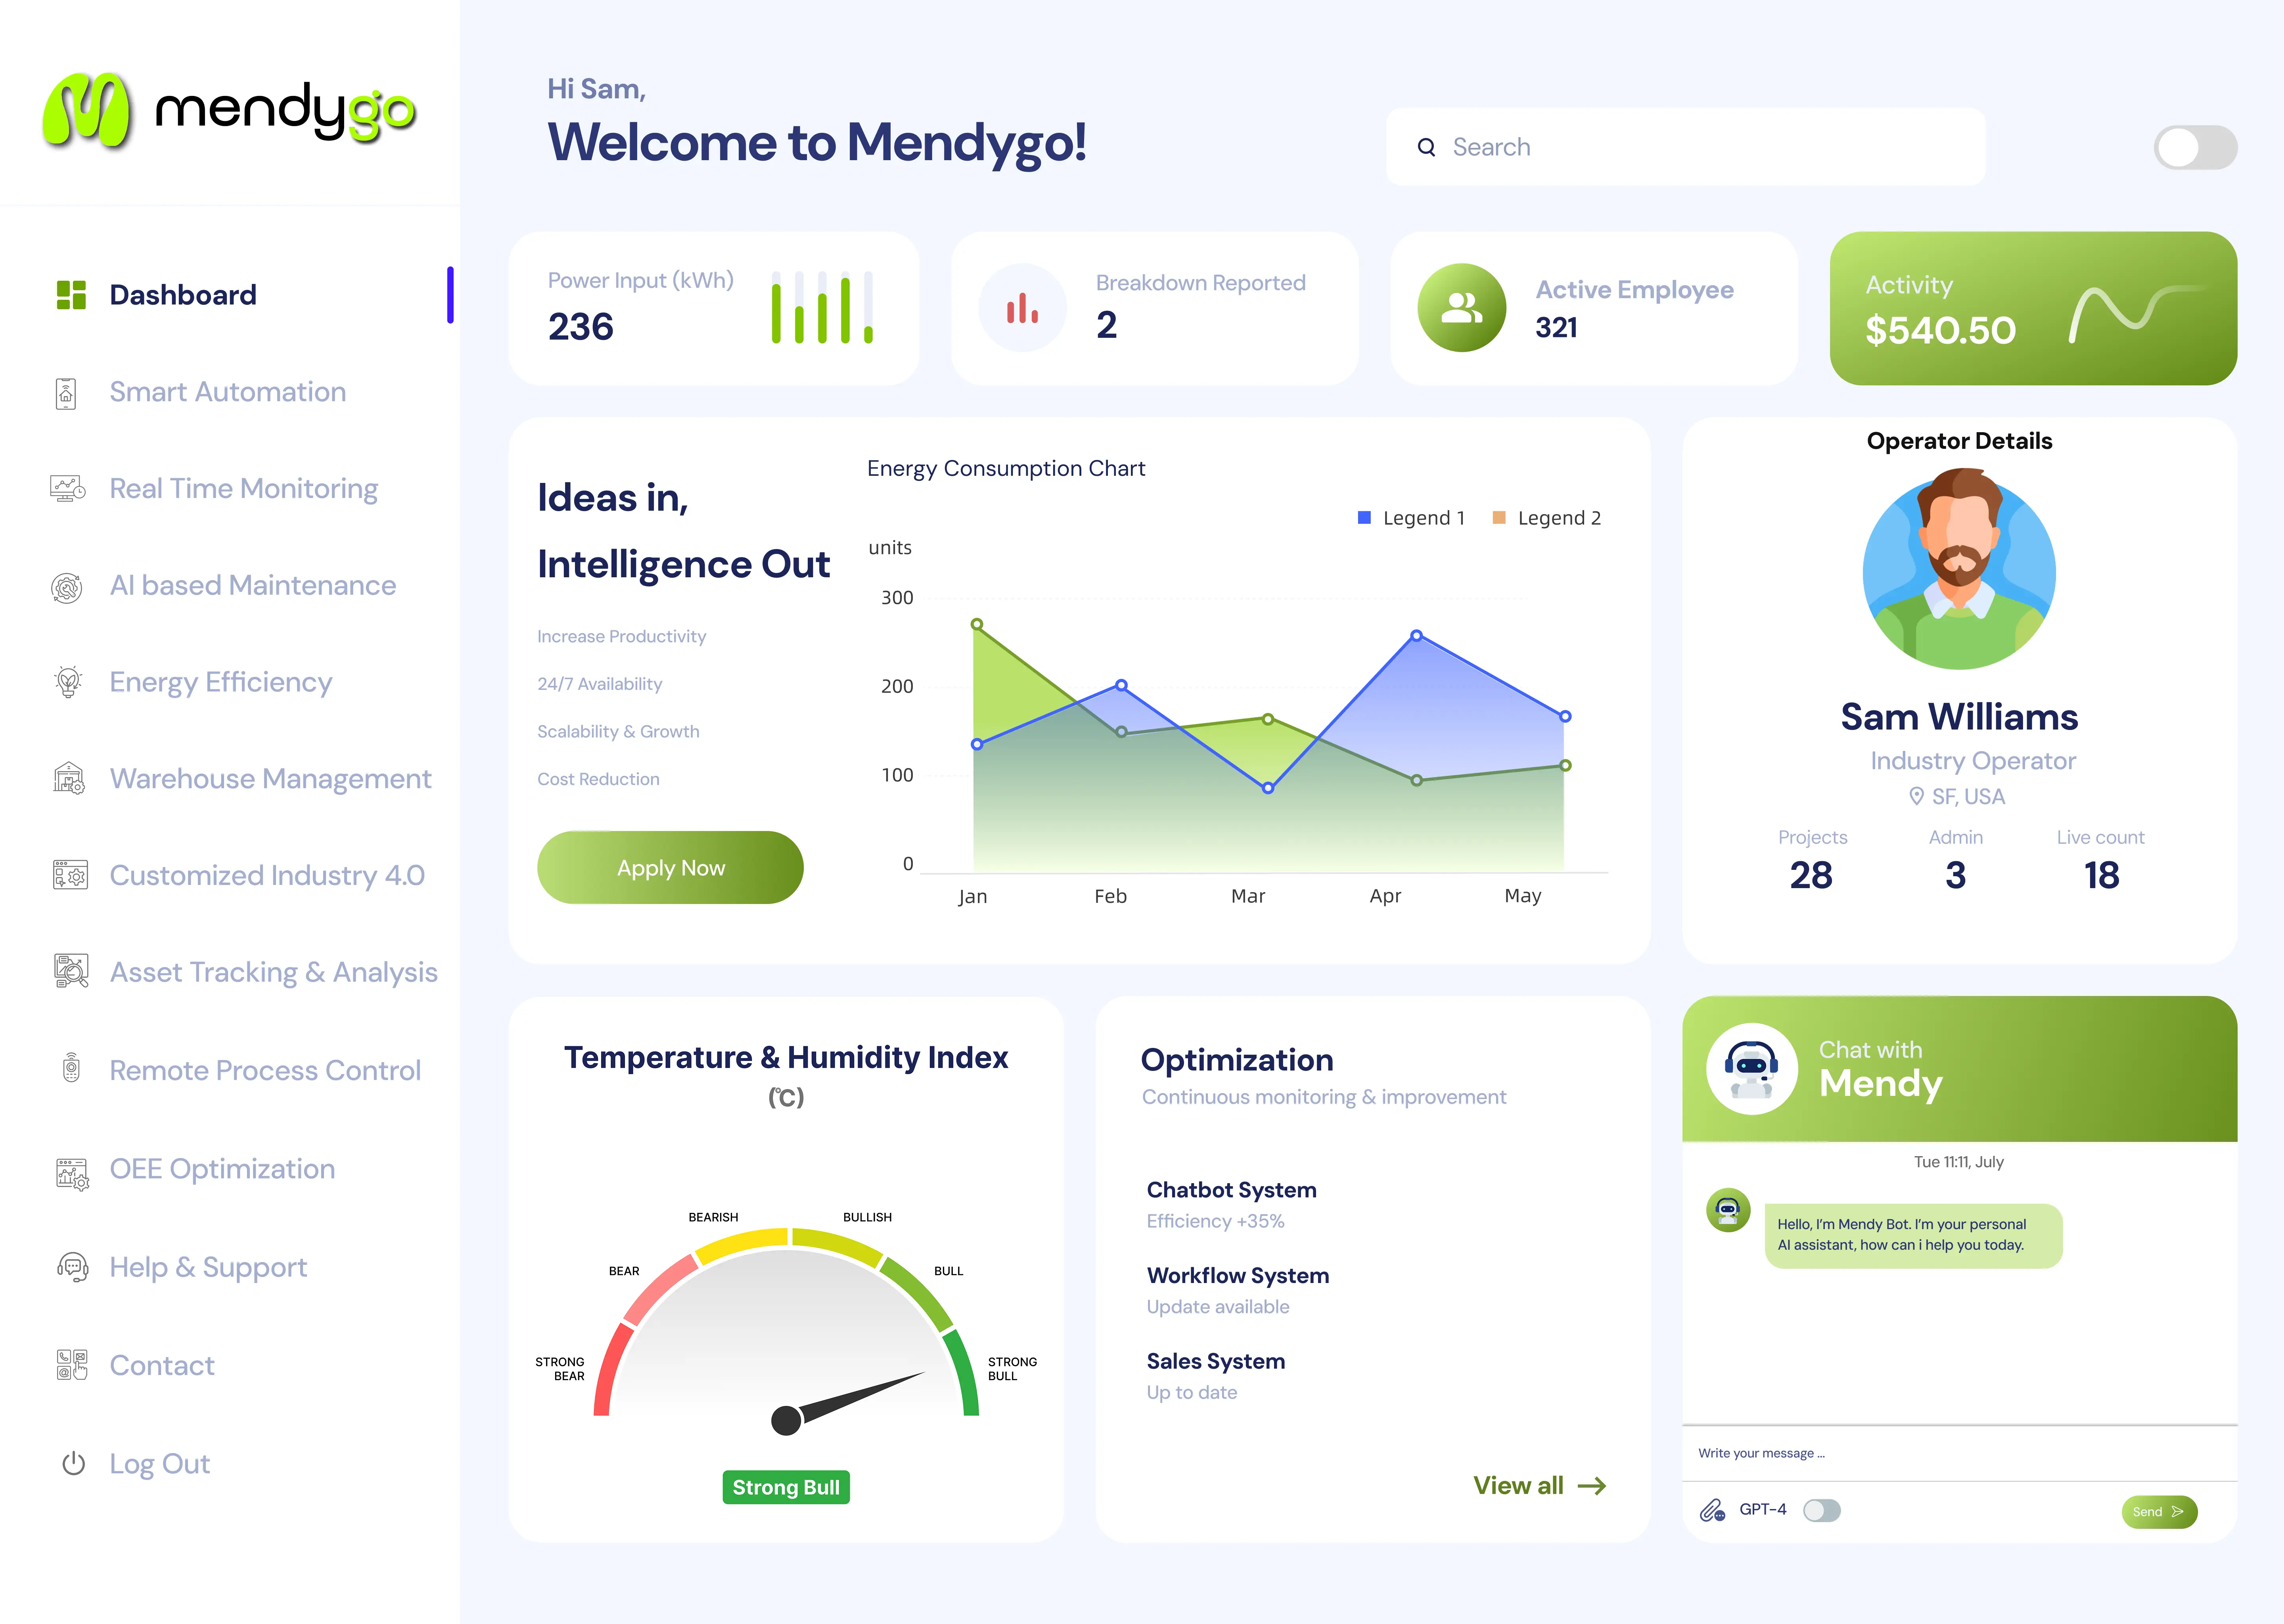 mendygo
Dashboard
Smart Automation
Real Time Monitoring
AI based Maintenance
Energy Efficiency
Warehouse Management
Customized Industry 4.0
Asset Tracking & Analysis
Remote Process Control
OEE Optimization
Help & Support
Contact
Log Out
Hi Sam,
Welcome to Mendygo!
Search
Power Input (kWh)
236
Breakdown Reported
2
Active Employee
321
Activity
$540.50
Ideas in,
Intelligence Out
Increase Productivity
24/7 Availability
Scalability & Growth
Cost Reduction
Apply Now
Energy Consumption Chart
Legend 1
Legend 2
units
300
200
100
0
Jan
Feb
Mar
Apr
May
Operator Details
Sam Williams
Industry Operator
SF, USA
Projects
28
Admin
3
Live count
18
Temperature & Humidity Index
(℃)
STRONG
BEAR
BEAR
BEARISH
BULLISH
BULL
STRONG
BULL
Strong Bull
Optimization
Continuous monitoring & improvement
Chatbot System
Efficiency +35%
Workflow System
Update available
Sales System
Up to date
View all
Chat with
Mendy
Tue 11:11, July
Hello, I'm Mendy Bot. I'm your personal
AI assistant, how can i help you today.
Write your message ...
GPT-4
Send